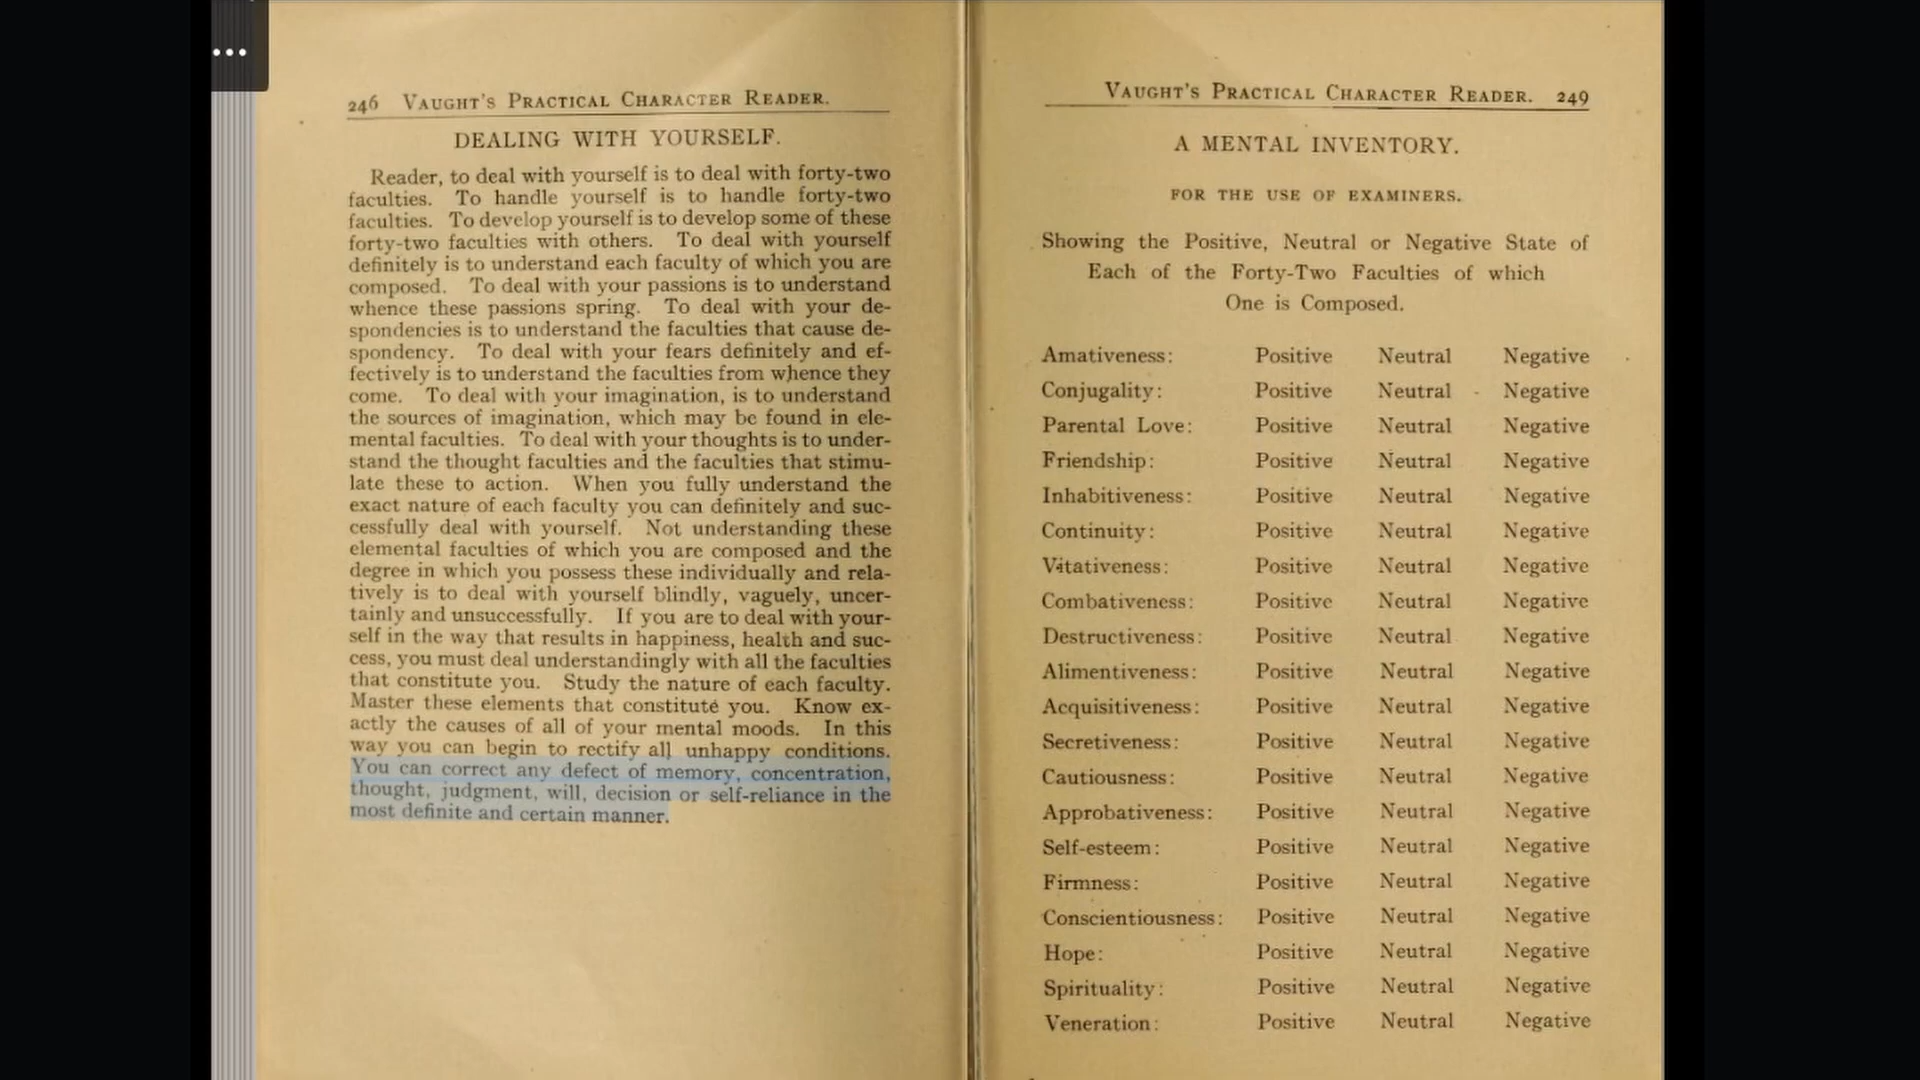 246 VAUGHT'S PRACTICAL CHARACTER READER.
DEALING WITH YOURSELF.
Reader, to deal with yourself is to deal with forty-two
faculties. To handle yourself is to handle forty-two
faculties. To develop yourself is to develop some of these
forty-two faculties with others. To deal with yourself
definitely is to understand each faculty of which you are
composed. To deal with your passions is to understand
whence these passions spring. To deal with your de-
spondencies is to understand the faculties that cause de-
spondency. To deal with your fears definitely and ef-
fectively is to understand the faculties from whence they
come. To deal with your imagination, is to understand
the sources of imagination, which may be found in ele-
mental faculties. To deal with your thoughts is to under-
stand the thought faculties and the faculties that stimu-
late these to action. When you fully understand the
exact nature of each faculty you can definitely and suc-
cessfully deal with yourself. Not understanding these
elemental faculties of which you are composed and the
degree in which you possess these individually and rela-
tively is to deal with yourself blindly, vaguely, uncer-
tainly and unsuccessfully. If you are to deal with your-
self in the way that results in happiness, health and suc-
cess, you must deal understandingly with all the faculties
that constitute you. Study the nature of each faculty.
Master these elements that constitute you. Know ex-
actly the causes of all of your mental moods. In this
way you can begin to rectify all unhappy conditions.
You can correct any defect of memory, concentration,
thought, judgment, will, decision or self-reliance in the
most definite and certain manner.
VAUGHT'S PRACTICAL CHARACTER READER. 249
A MENTAL INVENTORY.
FOR THE USE OF EXAMINERS.
Showing the Positive, Neutral or Negative State of
Each of the Forty-Two Faculties of which
One is Composed.
Amativeness: Positive Neutral Negative
Conjugality: Positive Neutral Negative
Parental Love: Positive Neutral Negative
Friendship: Positive Neutral Negative
Inhabitiveness: Positive Neutral Negative
Continuity: Positive Neutral Negative
Vitativeness: Positive Neutral Negative
Combativeness: Positive Neutral Negative
Destructiveness: Positive Neutral Negative
Alimentiveness: Positive Neutral Negative
Acquisitiveness: Positive Neutral Negative
Secretiveness: Positive Neutral Negative
Cautiousness: Positive Neutral Negative
Approbativeness: Positive Neutral Negative
Self-esteem: Positive Neutral Negative
Firmness: Positive Neutral Negative
Conscientiousness: Positive Neutral Negative
Hope: Positive Neutral Negative
Spirituality: Positive Neutral Negative
Veneration: Positive Neutral Negative